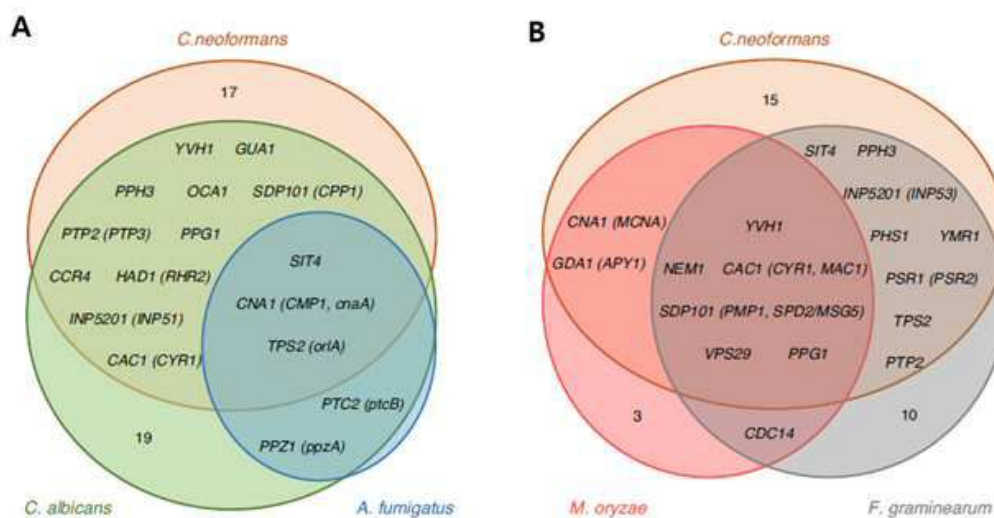 A
C.neoformans
17
YVH1 GUA1
PPH3 OCA1 SDP101 (CPP1)
PTP2 (PTP3) PPG1
SIT4
CCR4 HAD1 (RHR2)
CNA1 (CMP1, cnaA)
INP5201 (INP51)
TPS2 (orlA)
CAC1 (CYR1)
PTC2 (ptcB)
19
PPZ1 (ppzA)
C. albicans
A. fumigatus
B
C.neoformans
15
SIT4 PPH3
INP5201 (INP53)
CNA1 (MCNA)
YVH1
PHS1 YMR1
GDA1 (APY1)
NEM1 CAC1 (CYR1, MAC1)
PSR1 (PSR2)
SDP101 (PMP1, SPD2/MSG5)
TPS2
VPS29 PPG1
PTP2
3
10
CDC14
M. oryzae
F. graminearum